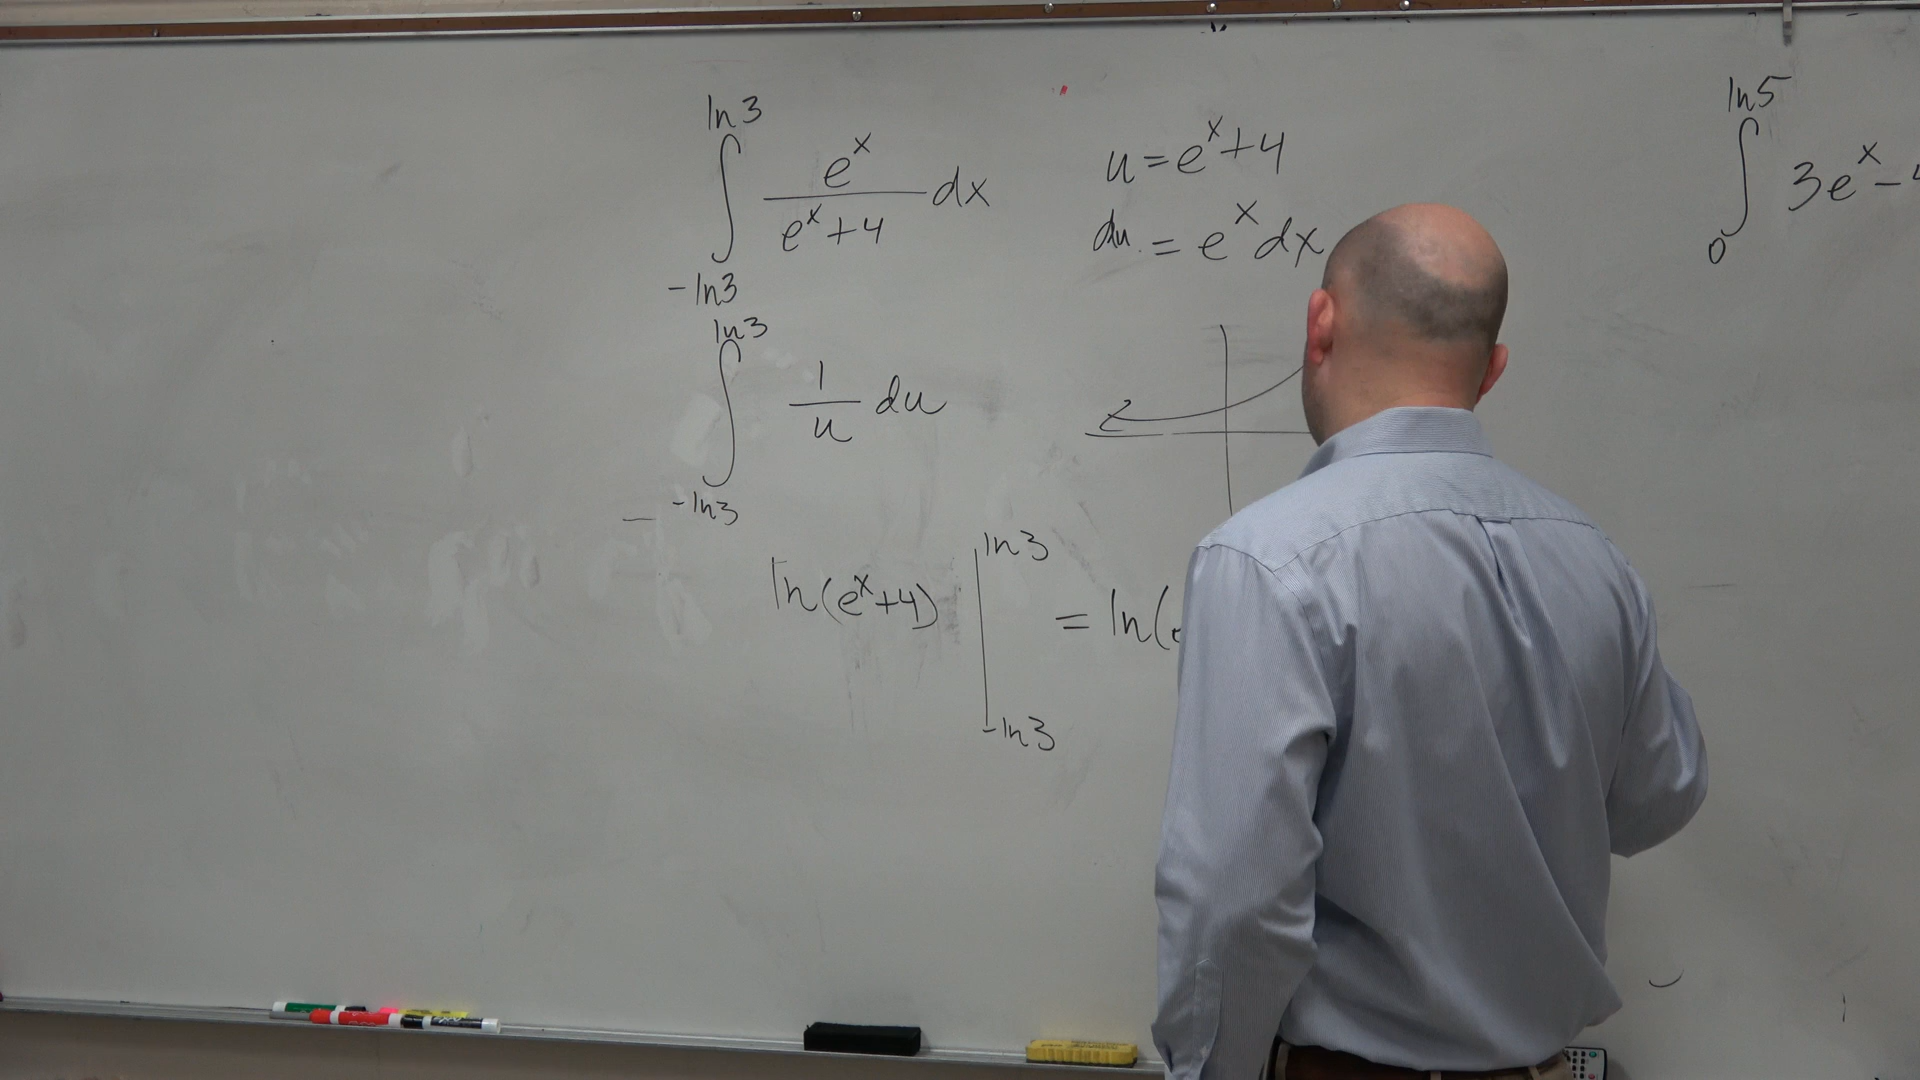 ln3
∫ e^x / (e^x+4) dx
-ln3
u = e^x+4
du = e^x dx
ln3
∫ 1/u du
-ln3
ln(e^x+4) | ln3
-ln3
= ln(e
ln5
∫ 3e^x -
0